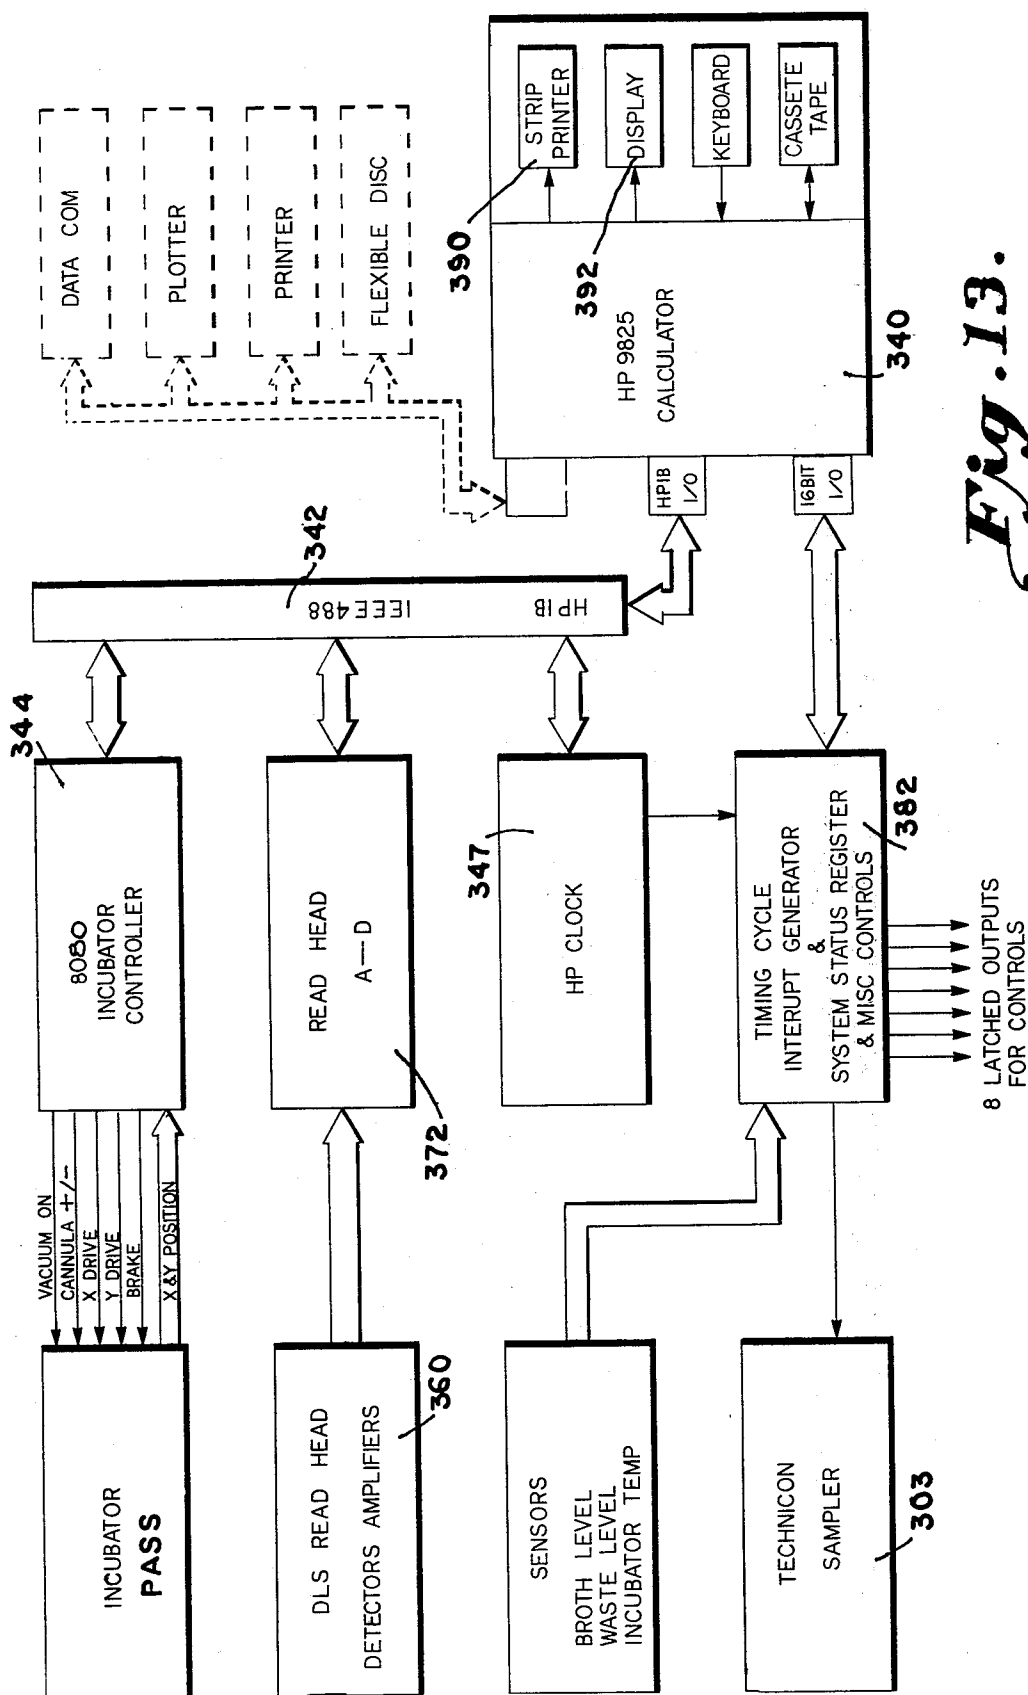 INCUBATOR
PASS
VACUUM ON
CANNULA +/-
X DRIVE
Y DRIVE
BRAKE
X&Y POSITION
8080
INCUBATOR
CONTROLLER
344
DLS READ HEAD
DETECTORS AMPLIFIERS
360
READ HEAD
A--D
372
SENSORS
BROTH LEVEL
WASTE LEVEL
INCUBATOR TEMP
HP CLOCK
347
TECHNICON
SAMPLER
303
TIMING CYCLE
INTERUPT GENERATOR
&
SYSTEM STATUS REGISTER
& MISC CONTROLS
382
8 LATCHED OUTPUTS
FOR CONTROLS
IEEE488
HPIB
342
HPIB
I/O
16BIT
I/O
HP 9825
CALCULATOR
340
DATA COM
PLOTTER
PRINTER
FLEXIBLE DISC
STRIP
PRINTER
390
DISPLAY
392
KEYBOARD
CASSETE
TAPE
Fig.13.